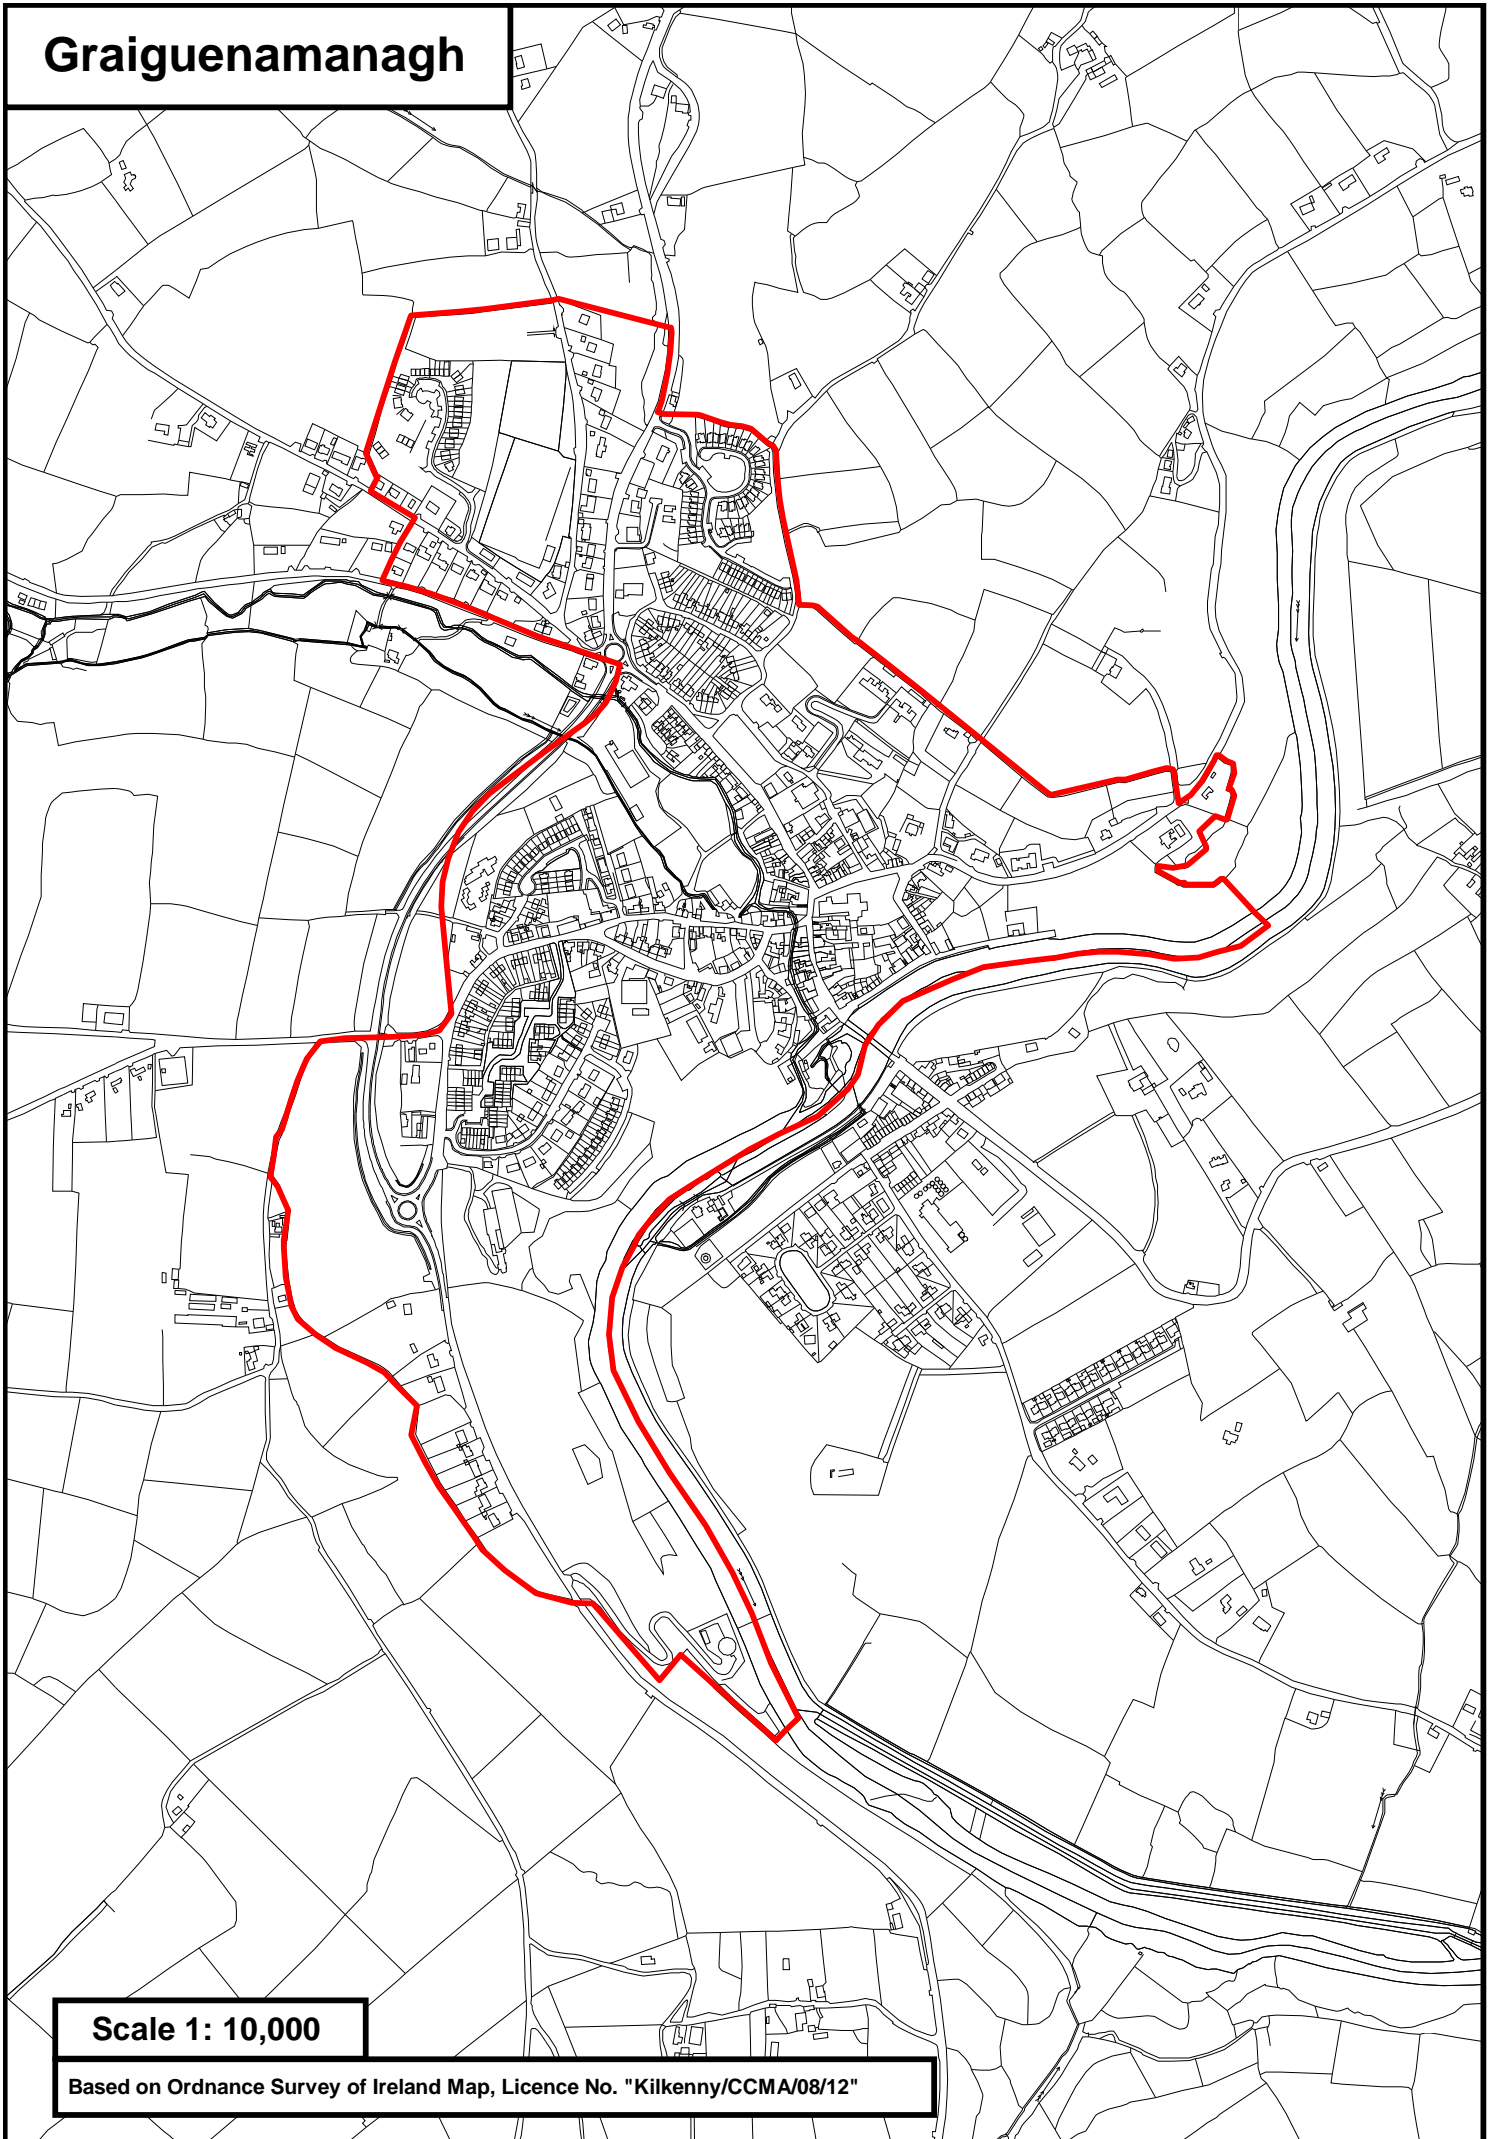 Graiguenamanagh
Scale 1: 10,000
Based on Ordnance Survey of Ireland Map, Licence No. "Kilkenny/CCMA/08/12"